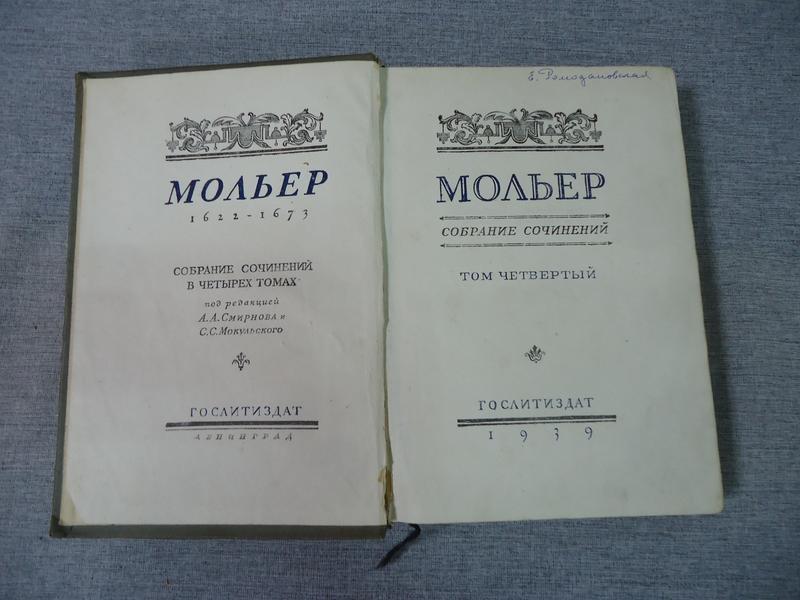 МОЛЬЕР
1622-1673
СОБРАНИЕ СОЧИНЕНИЙ
В ЧЕТЫРЕХ ТОМАХ
под редакцией
А.А.Смирнова и
С.С.Мокульского
ГОСЛИТИЗДАТ
ЛЕНИНГРАД
Е. Ромодановская
МОЛЬЕР
СОБРАНИЕ СОЧИНЕНИЙ
ТОМ ЧЕТВЕРТЫЙ
ГОСЛИТИЗДАТ
1939